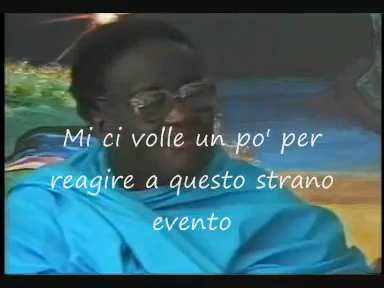 Mi ci volle un po' per
reagire a questo strano
evento